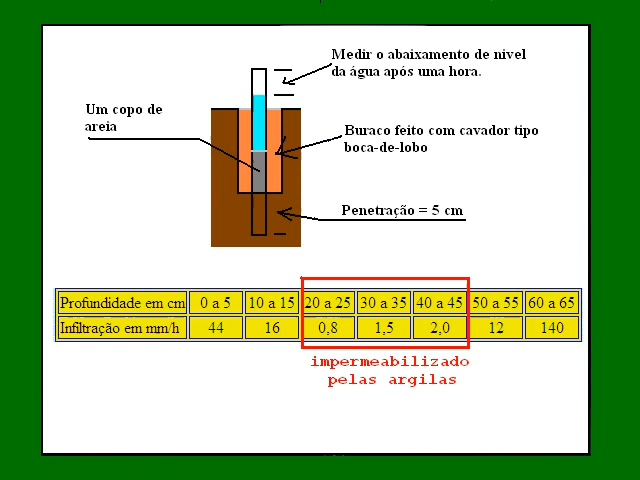 Medir o abaixamento de nivel
da água após uma hora.
Um copo de
areia
Buraco feito com cavador tipo
boca-de-lobo
Penetração = 5 cm
Profundidade em cm 0 a 5 10 a 15 20 a 25 30 a 35 40 a 45 50 a 55 60 a 65
Infiltração em mm/h 44 16 0,8 1,5 2,0 12 140
impermeabilizado
pelas argilas